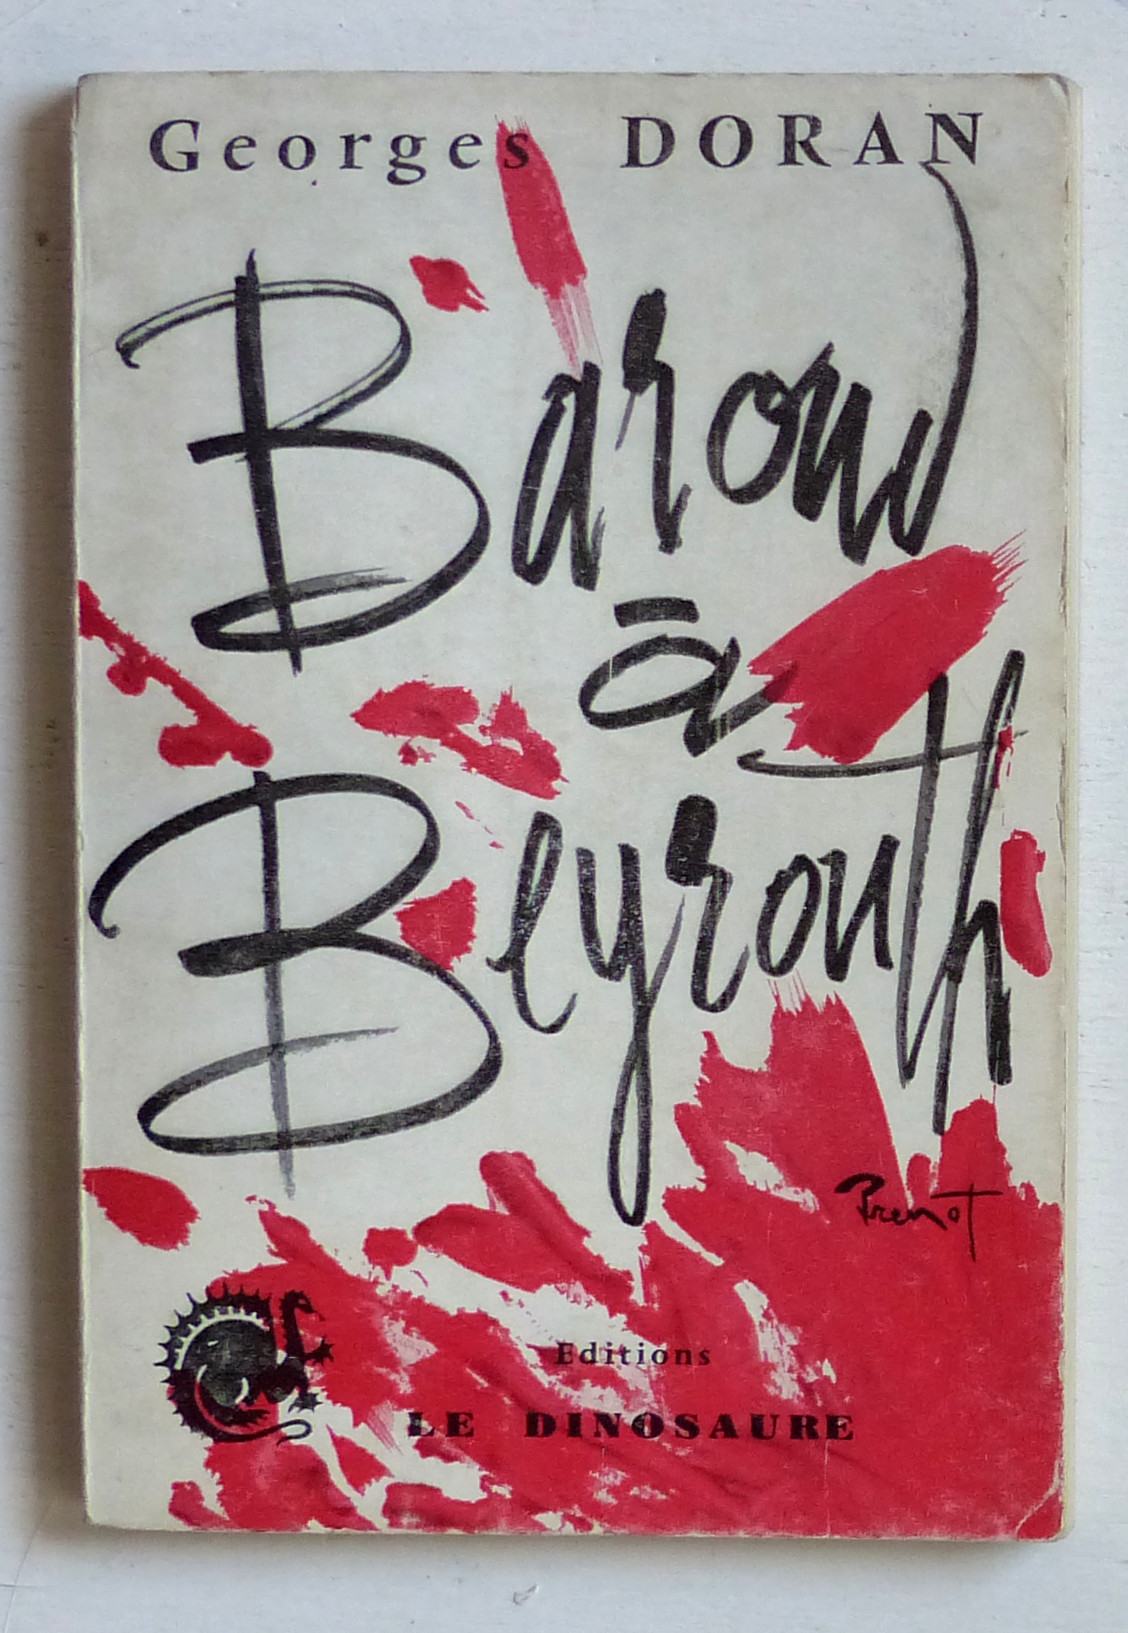 Georges DORAN
Baroud
à
Beyrouth
Brenot
Editions
LE DINOSAURE